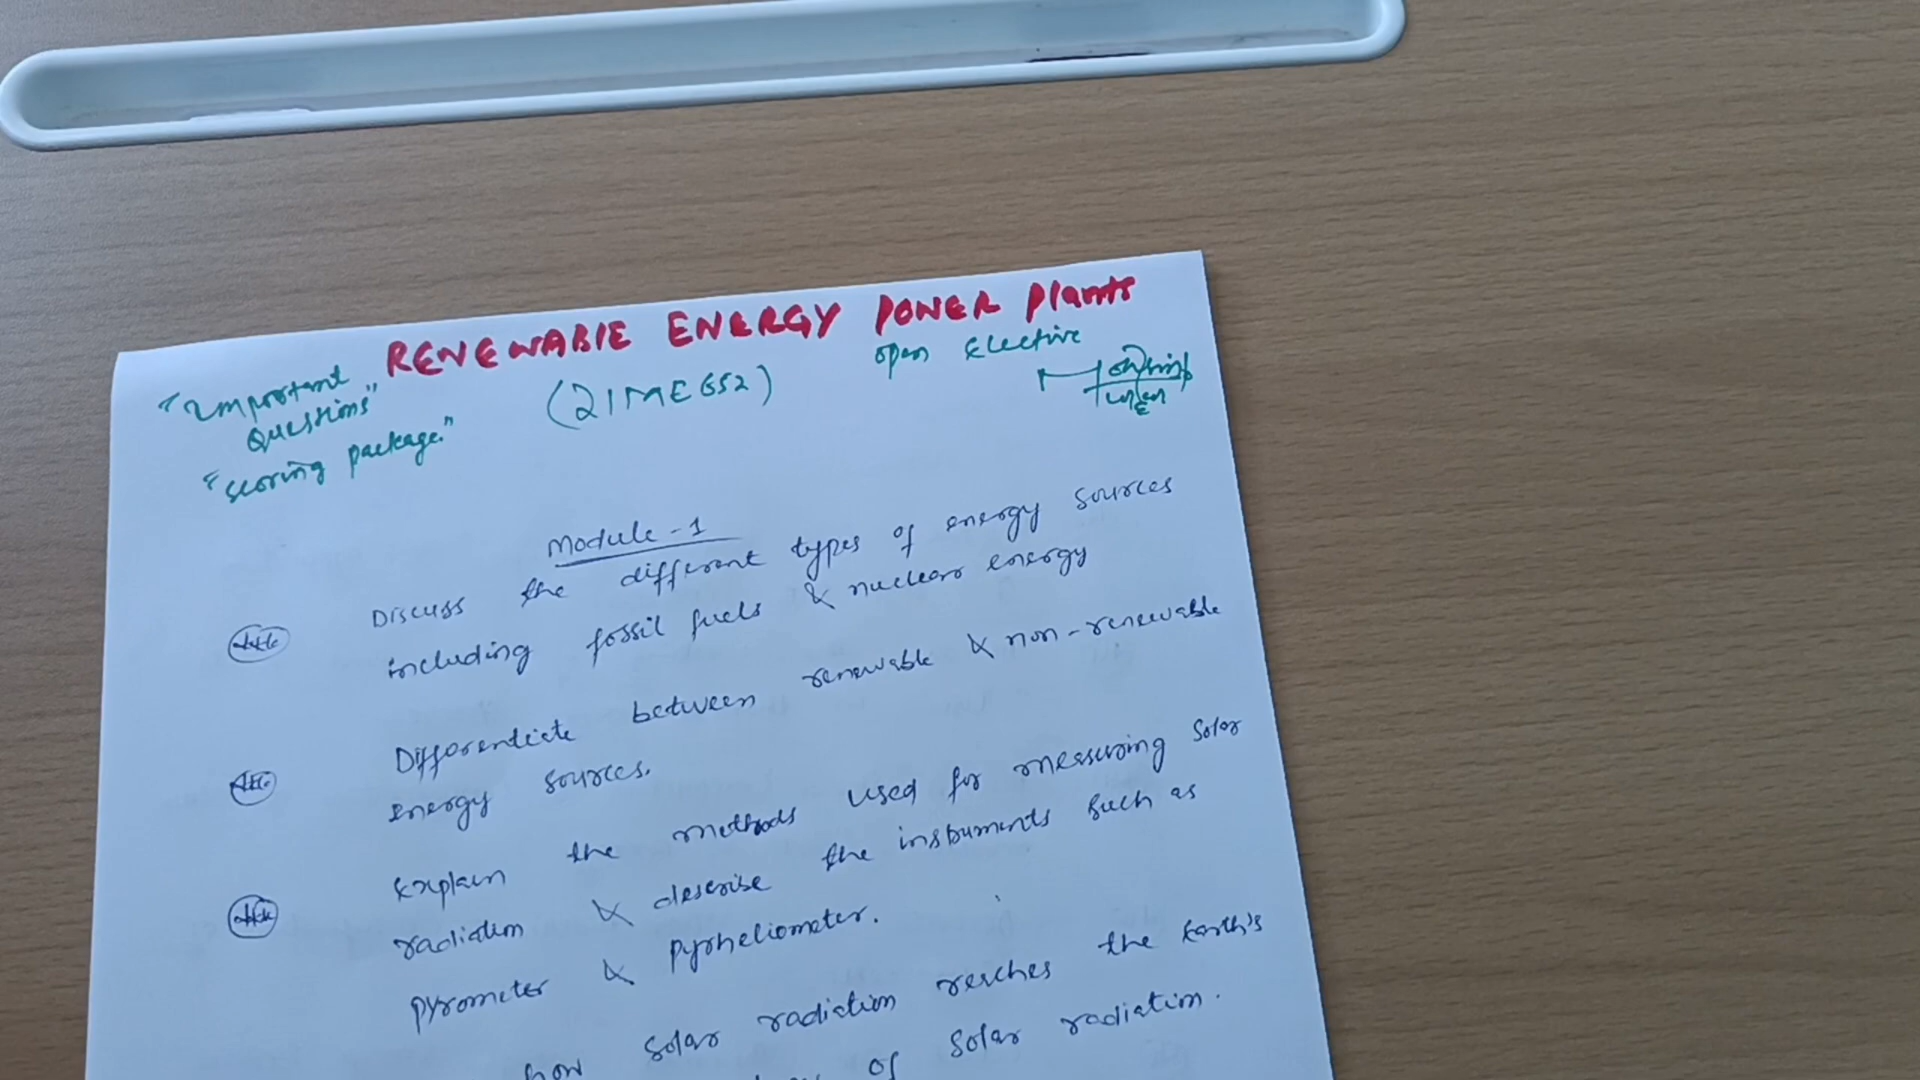 RENEWABLE ENERGY POWER Plants
"Important
Questions"
(21ME652)
open Elective
"scoring package."
Module-1
Discuss the different types of energy sources
including fossil fuels & nuclear energy
Differentiate between renewable & non-renewable
energy sources.
Explain the methods used for measuring solar
radiation & describe the instruments such as
pyrometer & pyrheliometer.
how solar radiation reaches the Earth's
of solar radiation.